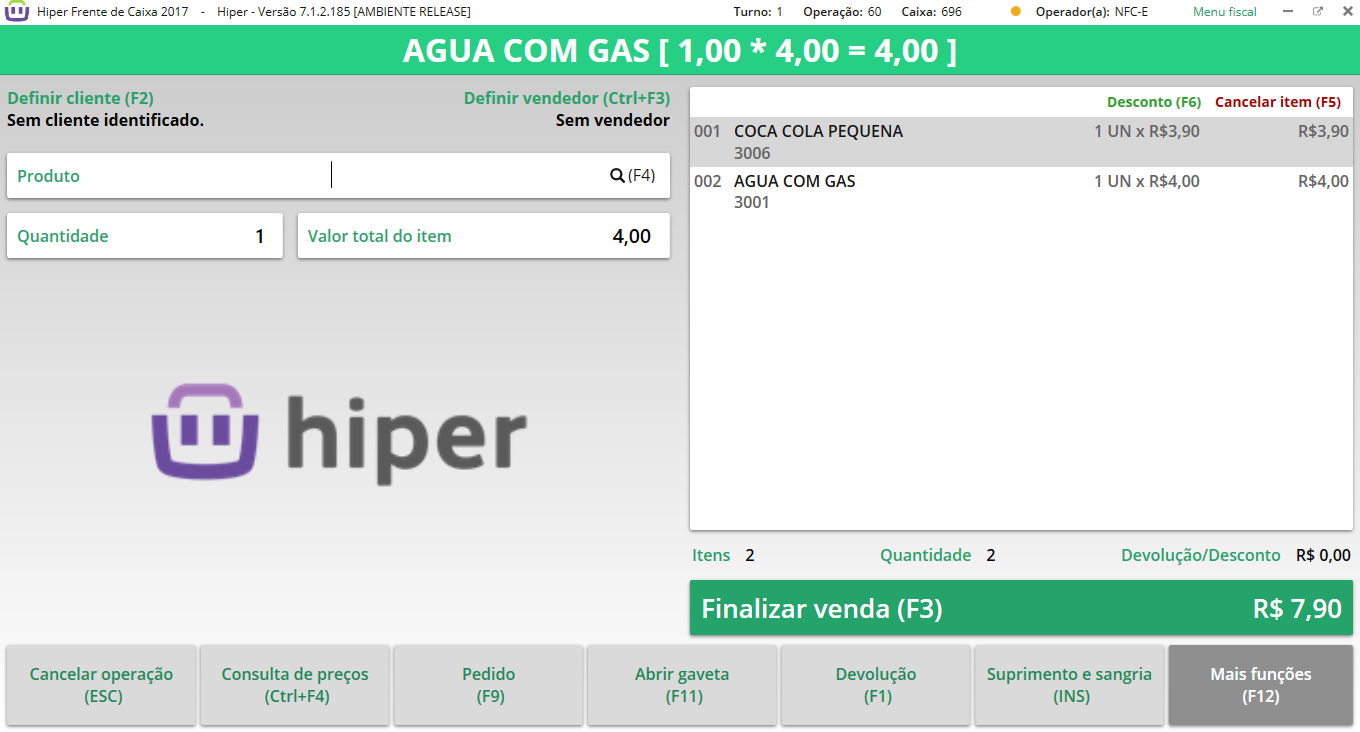 Hiper Frente de Caixa 2017 - Hiper - Versão 7.1.2.185 [AMBIENTE RELEASE] Turno: 1 Operação: 60 Caixa: 696 Operador(a): NFC-E Menu fiscal
AGUA COM GAS [ 1,00 * 4,00 = 4,00 ]
Definir cliente (F2) Definir vendedor (Ctrl+F3)
Sem cliente identificado. Sem vendedor
Produto (F4)
Quantidade 1 Valor total do item 4,00
hiper
Desconto (F6) Cancelar item (F5)
001 COCA COLA PEQUENA 1 UN x R$3,90 R$3,90
3006
002 AGUA COM GAS 1 UN x R$4,00 R$4,00
3001
Itens 2 Quantidade 2 Devolução/Desconto R$ 0,00
Finalizar venda (F3) R$ 7,90
Cancelar operação
(ESC)
Consulta de preços
(Ctrl+F4)
Pedido
(F9)
Abrir gaveta
(F11)
Devolução
(F1)
Suprimento e sangria
(INS)
Mais funções
(F12)